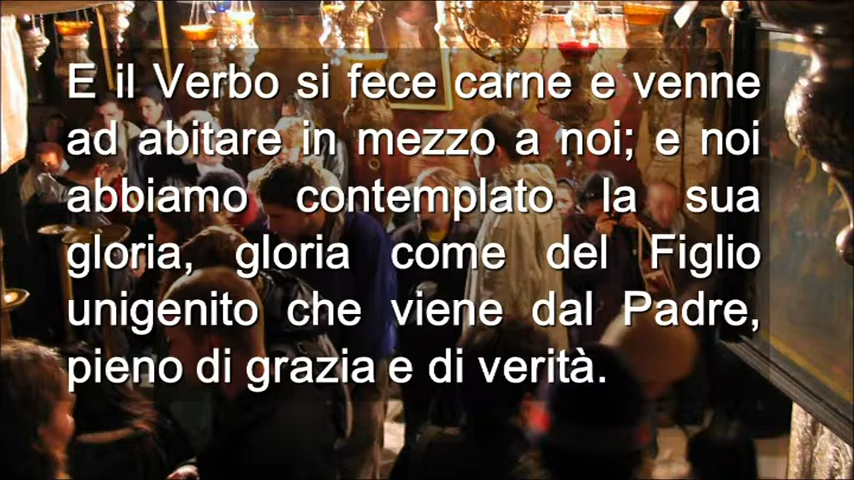 E il Verbo si fece carne e venne
ad abitare in mezzo a noi; e noi
abbiamo contemplato la sua
gloria, gloria come del Figlio
unigenito che viene dal Padre,
pieno di grazia e di verità.